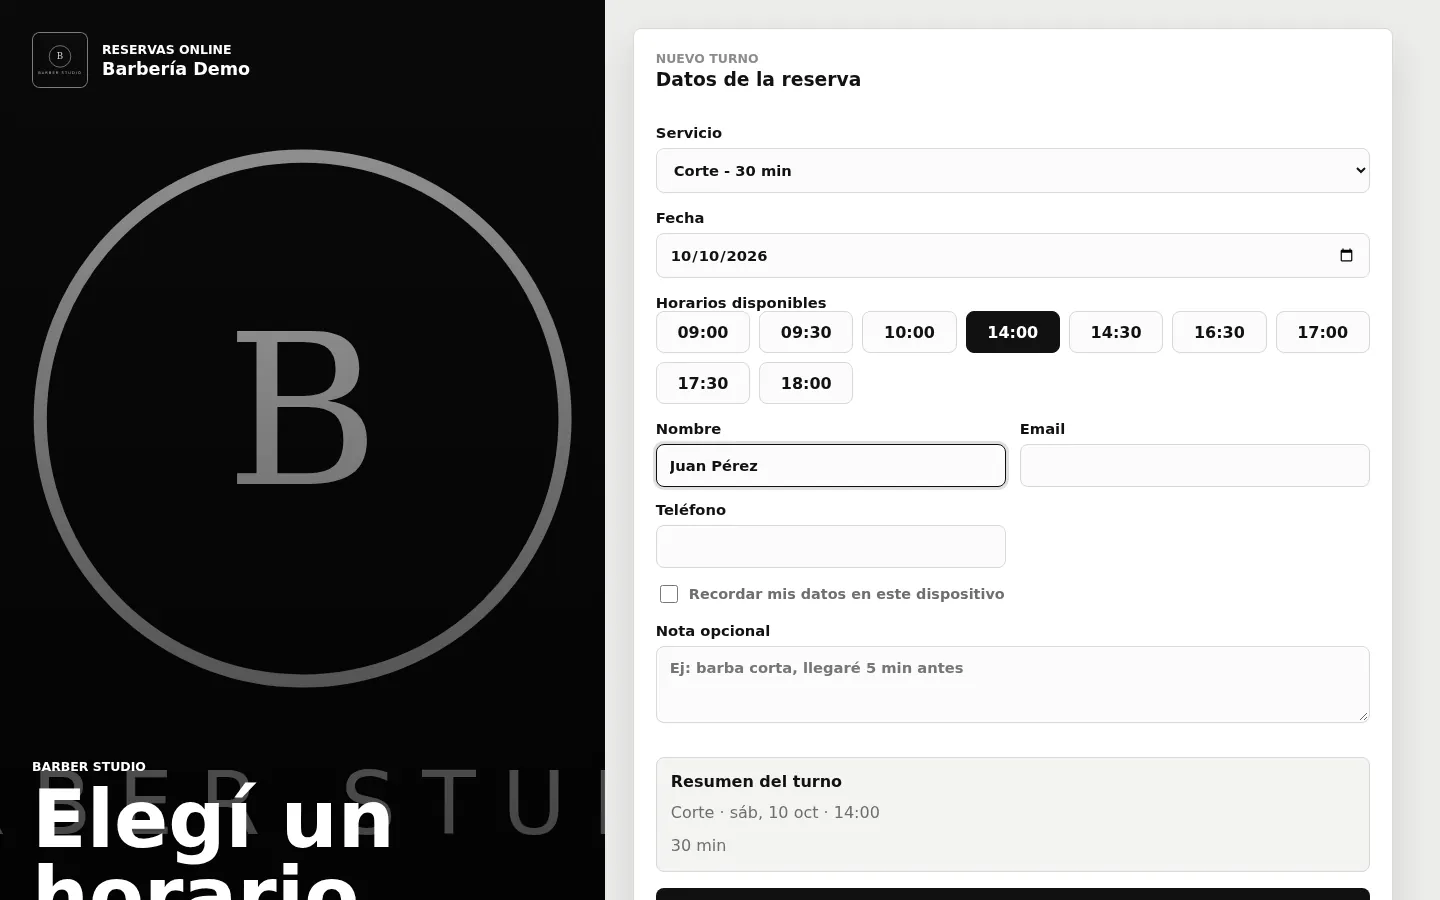 B
BARBER STUDIO
RESERVAS ONLINE
Barbería Demo
B
BARBER STUDIO
Elegí un
horario
NUEVO TURNO
Datos de la reserva
Servicio
Corte - 30 min
Fecha
10/10/2026
Horarios disponibles
09:00 09:30 10:00 14:00 14:30 16:30 17:00
17:30 18:00
Nombre Email
Juan Pérez
Teléfono
Recordar mis datos en este dispositivo
Nota opcional
Ej: barba corta, llegaré 5 min antes
Resumen del turno
Corte · sáb, 10 oct · 14:00
30 min